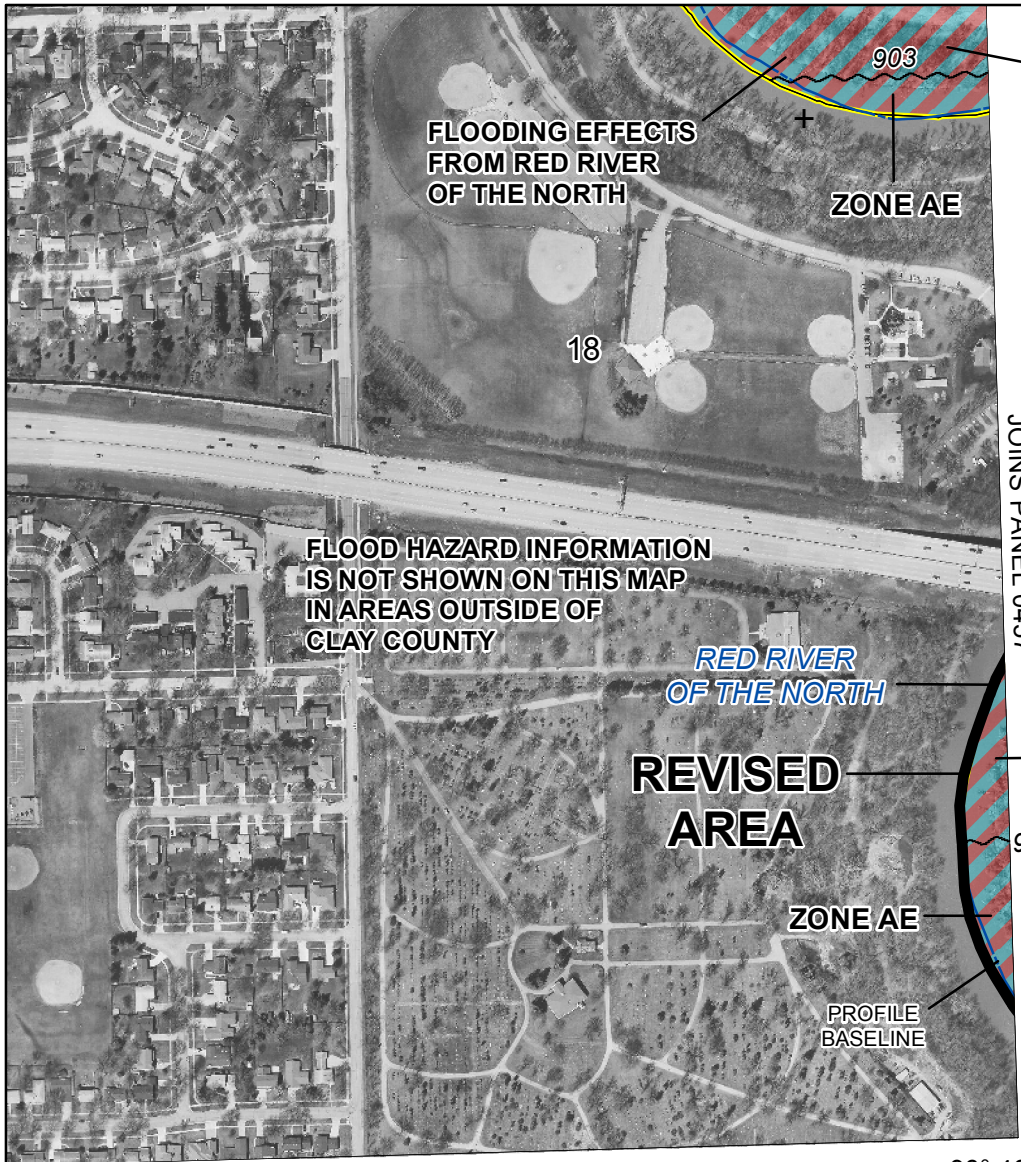 903
FLOODING EFFECTS
FROM RED RIVER
OF THE NORTH
ZONE AE
18
FLOOD HAZARD INFORMATION
IS NOT SHOWN ON THIS MAP
IN AREAS OUTSIDE OF
CLAY COUNTY
RED RIVER
OF THE NORTH
REVISED
AREA
ZONE AE
PROFILE
BASELINE
JOINS PANEL